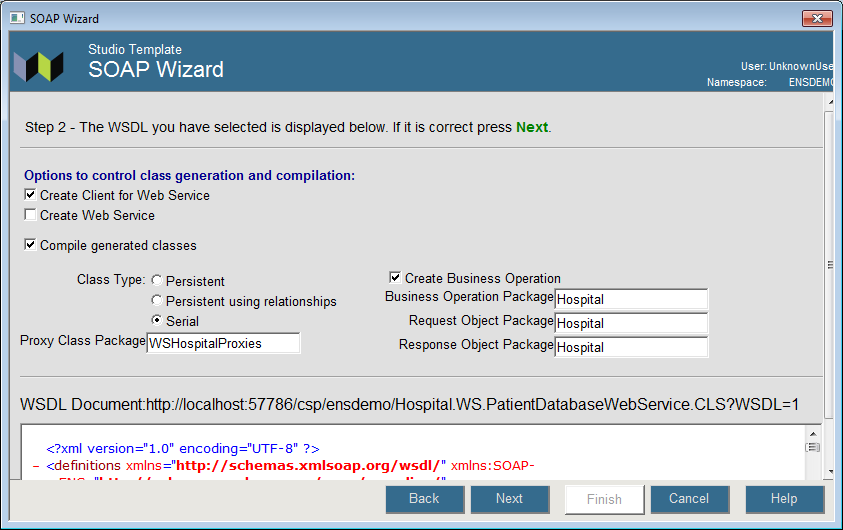 SOAP Wizard
Studio Template
SOAP Wizard
User: UnknownUse
Namespace: ENSDEMO
Step 2 - The WSDL you have selected is displayed below. If it is correct press Next.
Options to control class generation and compilation:
Create Client for Web Service
Create Web Service
Compile generated classes
Class Type: Persistent
Persistent using relationships
Serial
Proxy Class Package WSHospitalProxies
Create Business Operation
Business Operation Package Hospital
Request Object Package Hospital
Response Object Package Hospital
WSDL Document:http://localhost:57786/csp/ensdemo/Hospital.WS.PatientDatabaseWebService.CLS?WSDL=1
<?xml version="1.0" encoding="UTF-8" ?>
- <definitions xmlns="http://schemas.xmlsoap.org/wsdl/" xmlns:SOAP-
Back Next Finish Cancel Help